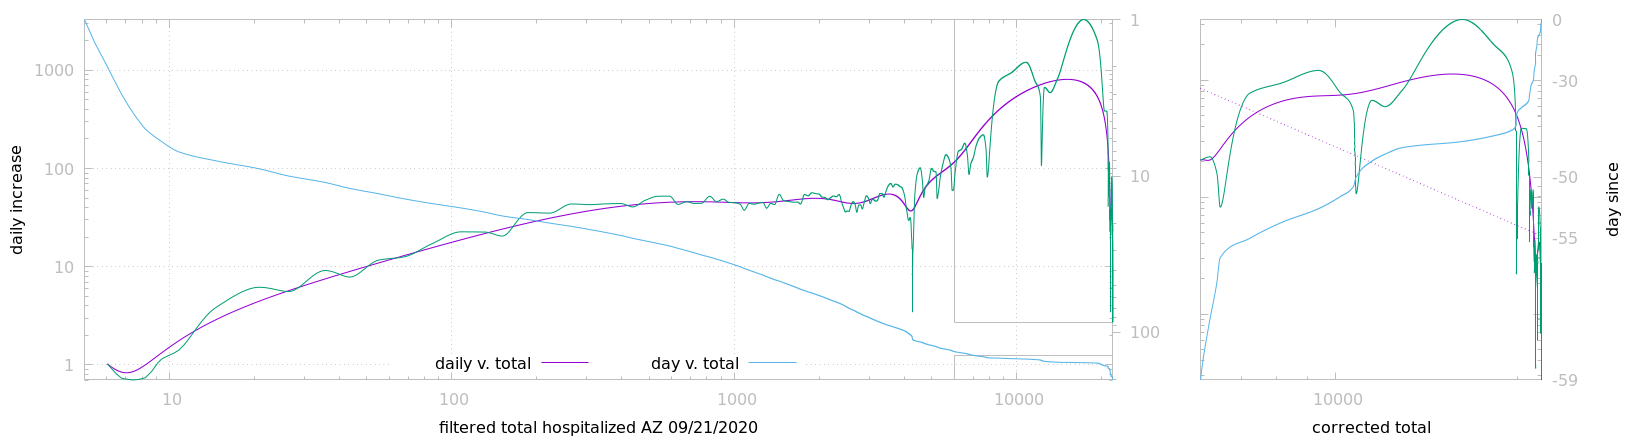 1
0
1000
-30
daily increase
100
10
-50
day since
-55
10
100
1
daily v. total
day v. total
-59
10
100
1000
10000
10000
filtered total hospitalized AZ 09/21/2020
corrected total